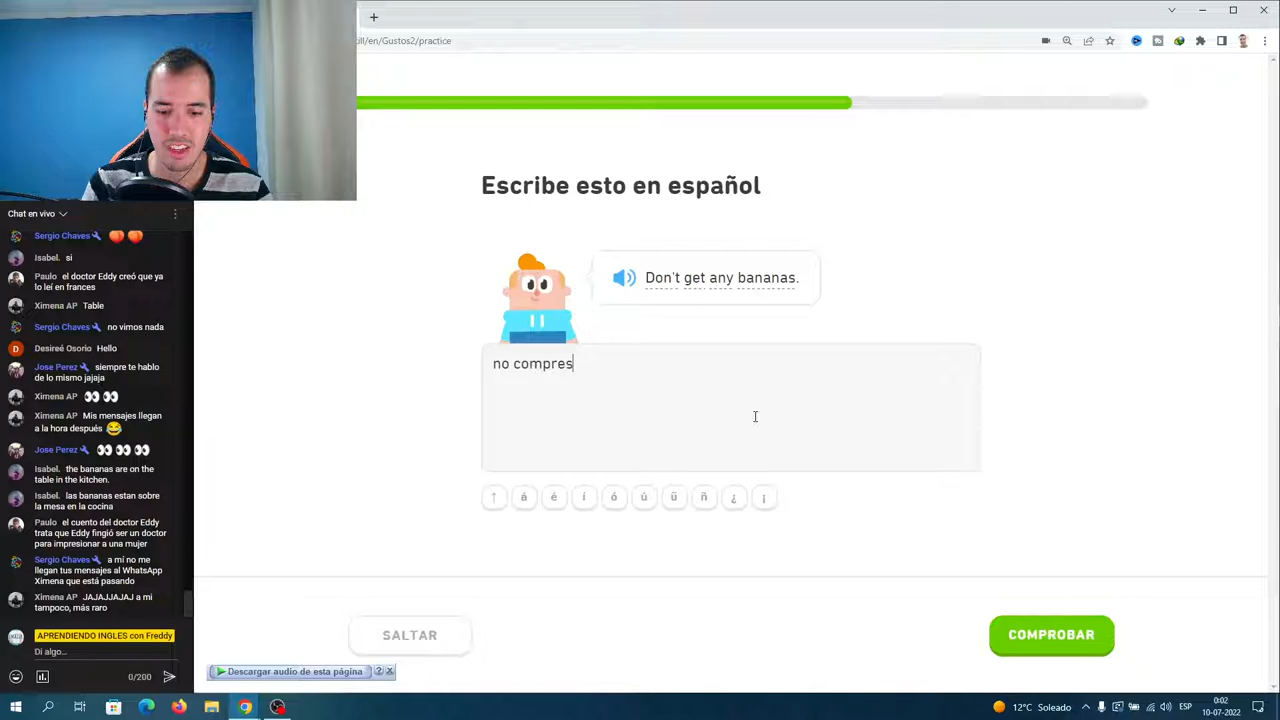 +
ill/en/Gustos2/practice
Chat en vivo
Sergio Chaves
Isabel. si
Paulo el doctor Eddy creó que ya
lo leí en frances
Ximena AP Table
Sergio Chaves no vimos nada
D Desireé Osorio Hello
Jose Perez siempre te hablo
de lo mismo jajaja
Ximena AP
Ximena AP Mis mensajes llegan
a la hora después
Jose Perez
Isabel. the bananas are on the
table in the kitchen.
Isabel. las bananas estan sobre
la mesa en la cocina
Paulo el cuento del doctor Eddy
trata que Eddy fingió ser un doctor
para impresionar a una mujer
Sergio Chaves a mí no me
llegan tus mensajes al WhatsApp
Ximena que está pasando
Ximena AP JAJAJJAJAJ a mi
tampoco, más raro
APRENDIENDO INGLES con Freddy
Di algo...
0/200
Escribe esto en español
Don't get any bananas.
no compres
↑ á é í ó ú ü ñ ¿ ¡
SALTAR
COMPROBAR
Descargar audio de esta página ? X
12°C Soleado
ESP
0:02
10-07-2022